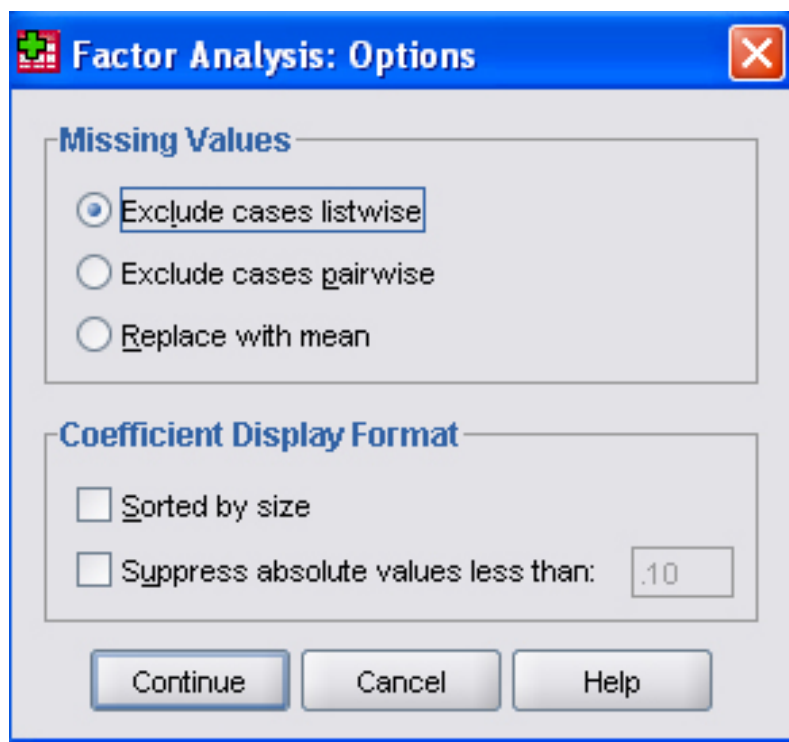 Factor Analysis: Options
Missing Values
Exclude cases listwise
Exclude cases pairwise
Replace with mean
Coefficient Display Format
Sorted by size
Suppress absolute values less than: .10
Continue Cancel Help